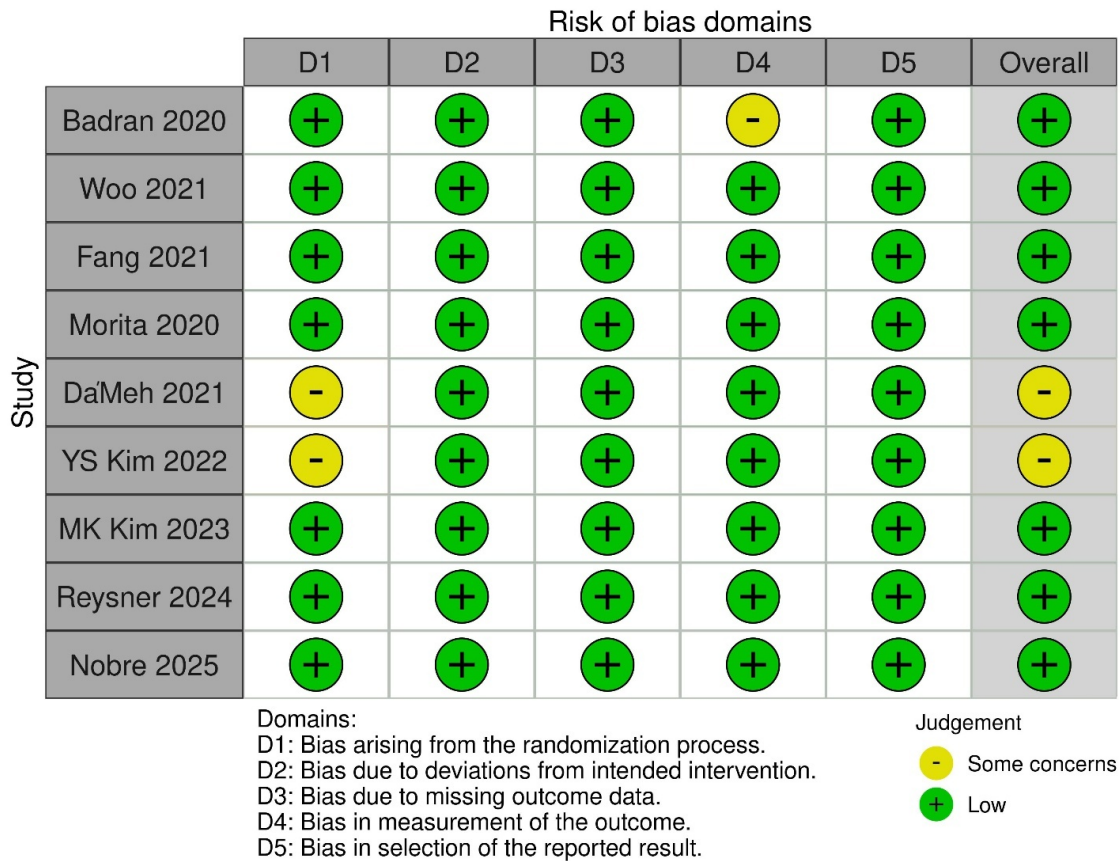 Risk of bias domains
D1 D2 D3 D4 D5 Overall
Study
Badran 2020 + + + - + +
Woo 2021 + + + + + +
Fang 2021 + + + + + +
Morita 2020 + + + + + +
Da'Meh 2021 - + + + + -
YS Kim 2022 - + + + + -
MK Kim 2023 + + + + + +
Reysner 2024 + + + + + +
Nobre 2025 + + + + + +
Domains:
D1: Bias arising from the randomization process.
D2: Bias due to deviations from intended intervention.
D3: Bias due to missing outcome data.
D4: Bias in measurement of the outcome.
D5: Bias in selection of the reported result.
Judgement
- Some concerns
+ Low